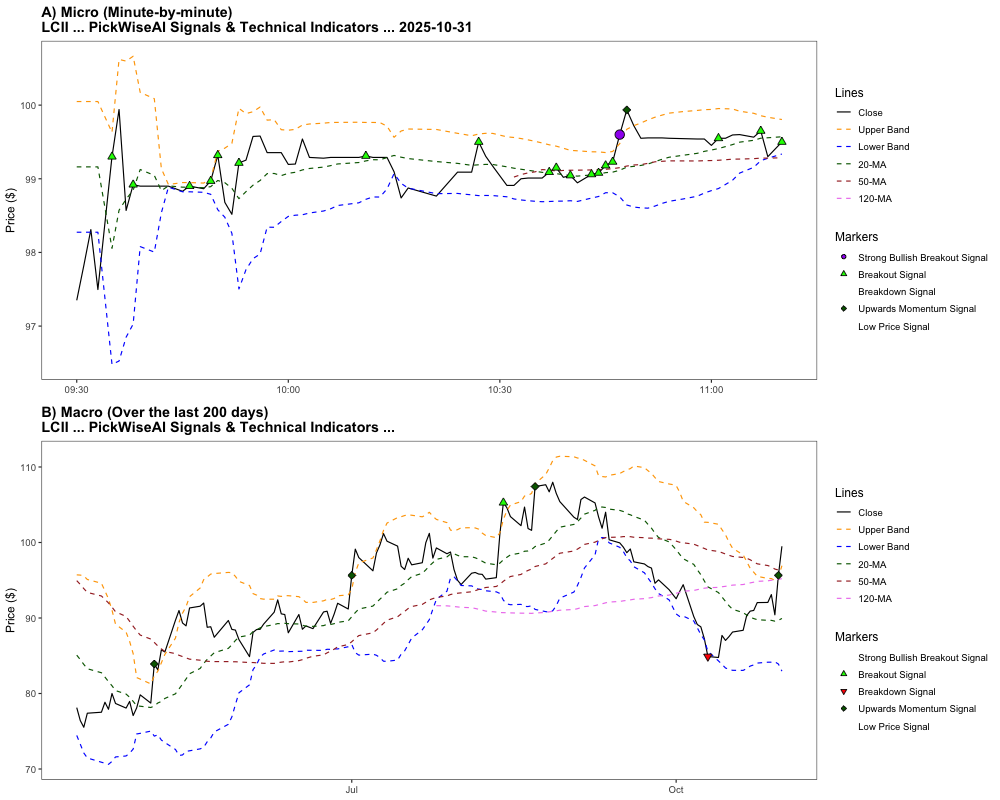 A) Micro (Minute-by-minute)
LCII ... PickWiseAI Signals & Technical Indicators ... 2025-10-31
Price ($)
100
99
98
97
09:30
10:00
10:30
11:00
Lines
Close
Upper Band
Lower Band
20-MA
50-MA
120-MA
Markers
Strong Bullish Breakout Signal
Breakout Signal
Breakdown Signal
Upwards Momentum Signal
Low Price Signal
B) Macro (Over the last 200 days)
LCII ... PickWiseAI Signals & Technical Indicators ...
Price ($)
110
100
90
80
70
Jul
Oct
Lines
Close
Upper Band
Lower Band
20-MA
50-MA
120-MA
Markers
Strong Bullish Breakout Signal
Breakout Signal
Breakdown Signal
Upwards Momentum Signal
Low Price Signal